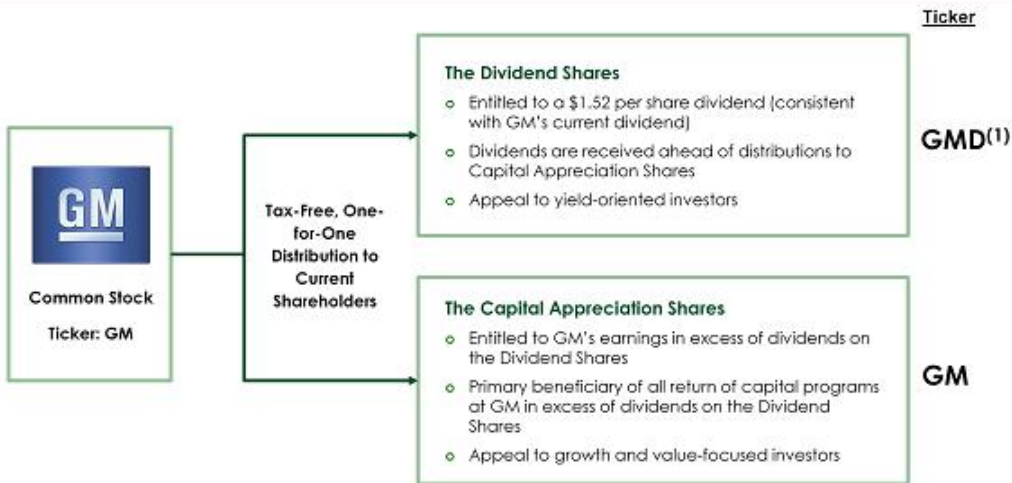 Ticker
The Dividend Shares
o Entitled to a $1.52 per share dividend (consistent
with GM's current dividend)
o Dividends are received ahead of distributions to
Capital Appreciation Shares
o Appeal to yield-oriented investors
GMD(1)
GM
Common Stock
Ticker: GM
Tax-Free, One-
for-One
Distribution to
Current
Shareholders
The Capital Appreciation Shares
o Entitled to GM's earnings in excess of dividends on
the Dividend Shares
o Primary beneficiary of all return of capital programs
at GM in excess of dividends on the Dividend
Shares
o Appeal to growth and value-focused investors
GM